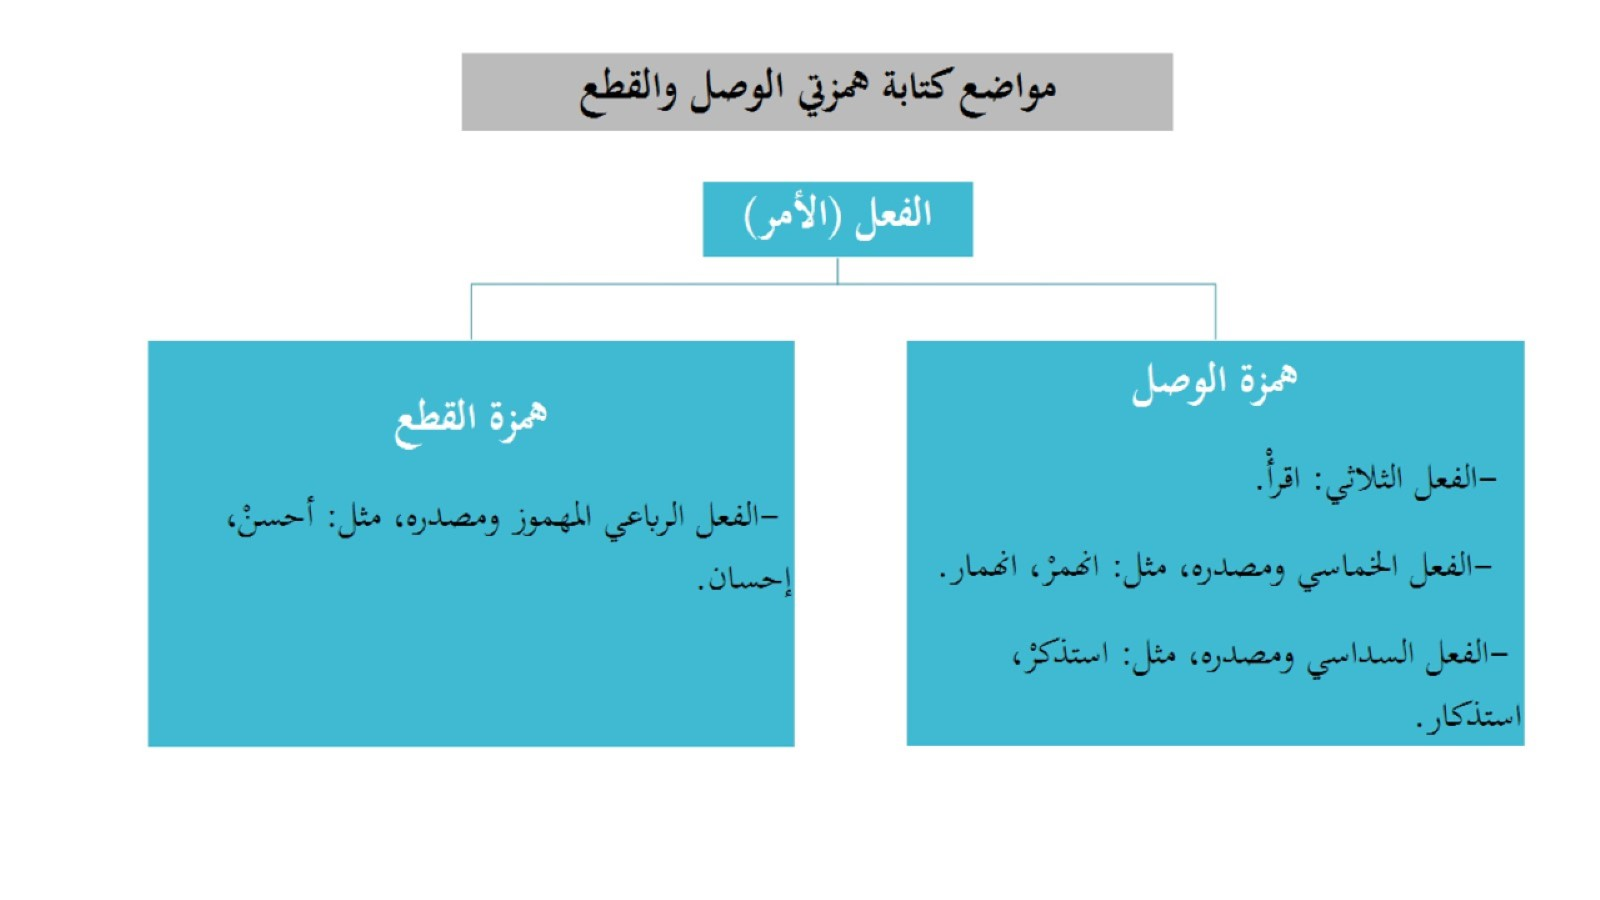 مواضع كتابة همزتي الوصل والقطع
الفعل (الأمر)
همزة الوصل
-الفعل الثلاثي: اقرأْ.
-الفعل الخماسي ومصدره، مثل: انهمرْ، انهمار.
-الفعل السداسي ومصدره، مثل: استذكرْ،
استذكار.
همزة القطع
-الفعل الرباعي المهموز ومصدره، مثل: أحسنْ،
إحسان.